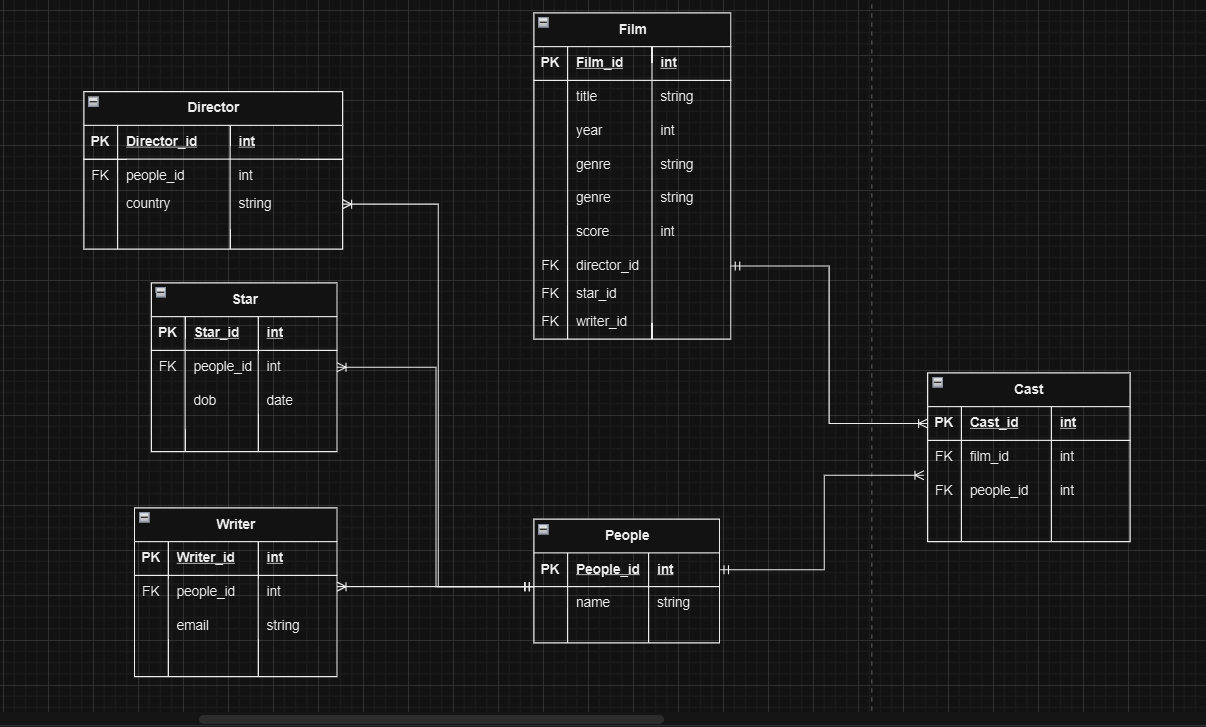 Film
PK Film_id int
title string
year int
genre string
genre string
score int
FK director_id
FK star_id
FK writer_id
Director
PK Director_id int
FK people_id int
country string
Star
PK Star_id int
FK people_id int
dob date
Writer
PK Writer_id int
FK people_id int
email string
People
PK People_id int
name string
Cast
PK Cast_id int
FK film_id int
FK people_id int